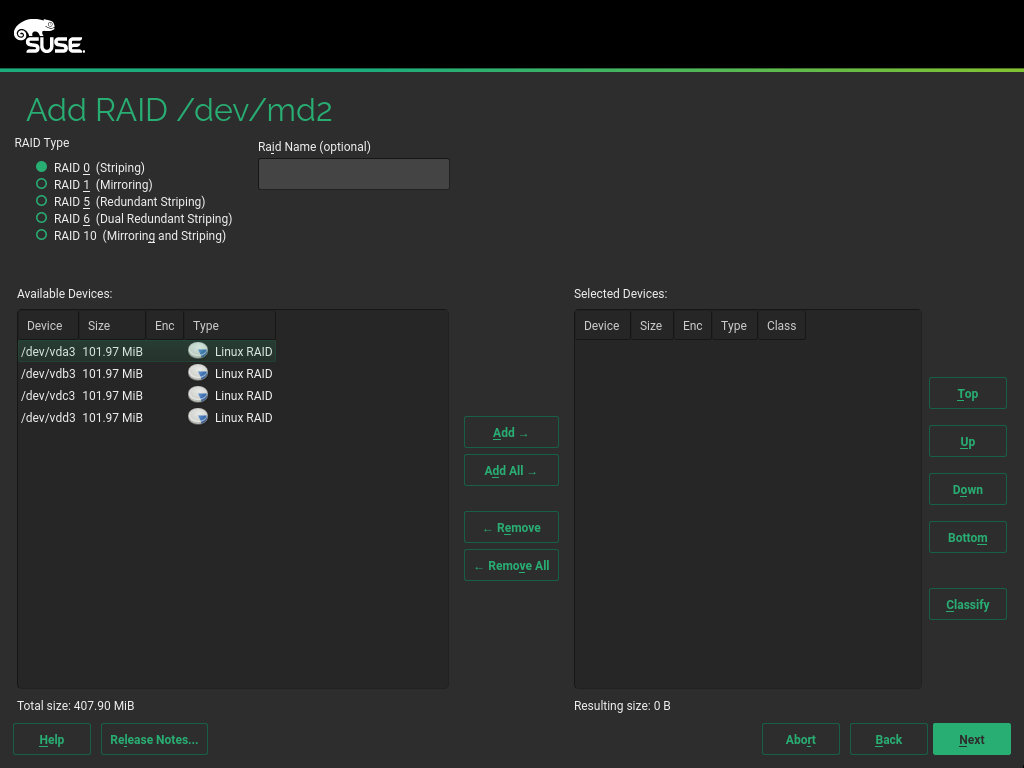 SUSE.
Add RAID /dev/md2
RAID Type
Raid Name (optional)
RAID 0 (Striping)
RAID 1 (Mirroring)
RAID 5 (Redundant Striping)
RAID 6 (Dual Redundant Striping)
RAID 10 (Mirroring and Striping)
Available Devices:
Device Size Enc Type
/dev/vda3 101.97 MiB Linux RAID
/dev/vdb3 101.97 MiB Linux RAID
/dev/vdc3 101.97 MiB Linux RAID
/dev/vdd3 101.97 MiB Linux RAID
Total size: 407.90 MiB
Add →
Add All →
← Remove
← Remove All
Selected Devices:
Device Size Enc Type Class
Resulting size: 0 B
Top
Up
Down
Bottom
Classify
Help Release Notes... Abort Back Next